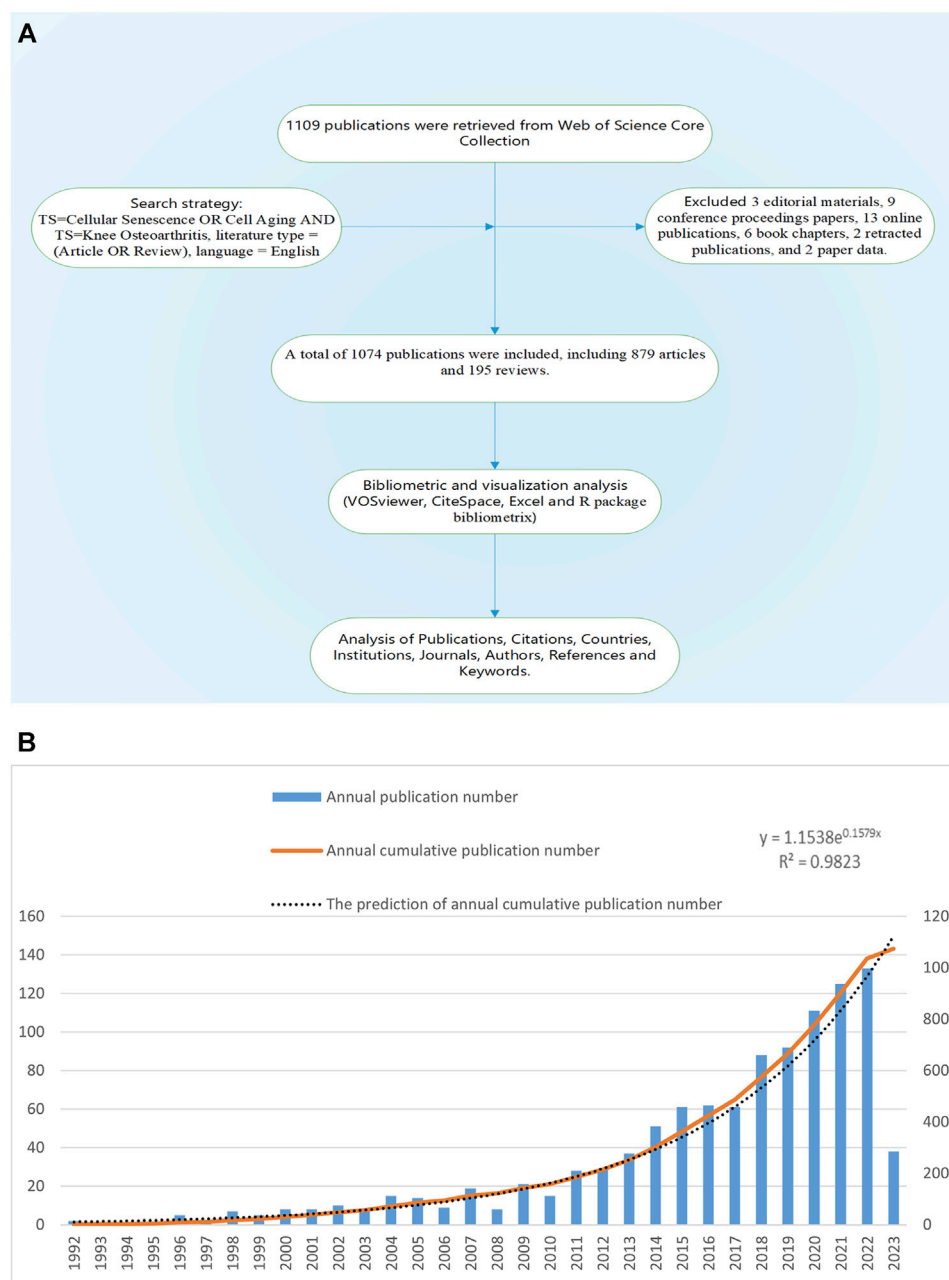 A
1109 publications were retrieved from Web of Science Core
Collection
Search strategy:
TS=Cellular Senescence OR Cell Aging AND
TS=Knee Osteoarthritis, literature type =
(Article OR Review), language = English
Excluded 3 editorial materials, 9
conference proceedings papers, 13 online
publications, 6 book chapters, 2 retracted
publications, and 2 paper data.
A total of 1074 publications were included, including 879 articles
and 195 reviews.
Bibliometric and visualization analysis
(VOSviewer, CiteSpace, Excel and R package
bibliometrix)
Analysis of Publications, Citations, Countries,
Institutions, Journals, Authors, References and
Keywords.
B
Annual publication number
Annual cumulative publication number
The prediction of annual cumulative publication number
y = 1.1538e^0.1579x
R² = 0.9823
160
140
120
100
80
60
40
20
0
120
100
800
600
400
200
0
1992
1993
1994
1995
1996
1997
1998
1999
2000
2001
2002
2003
2004
2005
2006
2007
2008
2009
2010
2011
2012
2013
2014
2015
2016
2017
2018
2019
2020
2021
2022
2023